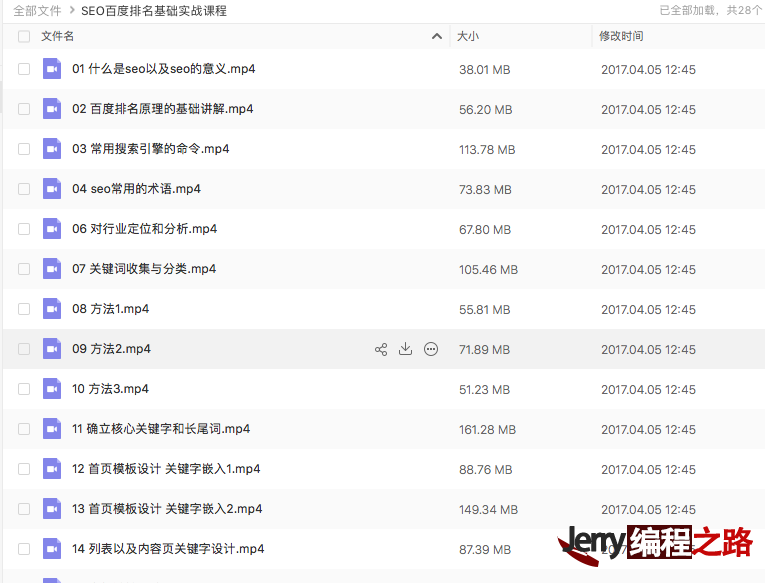 全部文件 > SEO百度排名基础实战课程 已全部加载，共28个
文件名 大小 修改时间
01 什么是seo以及seo的意义.mp4 38.01 MB 2017.04.05 12:45
02 百度排名原理的基础讲解.mp4 56.20 MB 2017.04.05 12:45
03 常用搜索引擎的命令.mp4 113.78 MB 2017.04.05 12:45
04 seo常用的术语.mp4 73.83 MB 2017.04.05 12:45
06 对行业定位和分析.mp4 67.80 MB 2017.04.05 12:45
07 关键词收集与分类.mp4 105.46 MB 2017.04.05 12:45
08 方法1.mp4 55.81 MB 2017.04.05 12:45
09 方法2.mp4 71.89 MB 2017.04.05 12:45
10 方法3.mp4 51.23 MB 2017.04.05 12:45
11 确立核心关键字和长尾词.mp4 161.28 MB 2017.04.05 12:45
12 首页模板设计 关键字嵌入1.mp4 88.76 MB 2017.04.05 12:45
13 首页模板设计 关键字嵌入2.mp4 149.34 MB 2017.04.05 12:45
14 列表以及内容页关键字设计.mp4 87.39 MB
Jerry编程之路